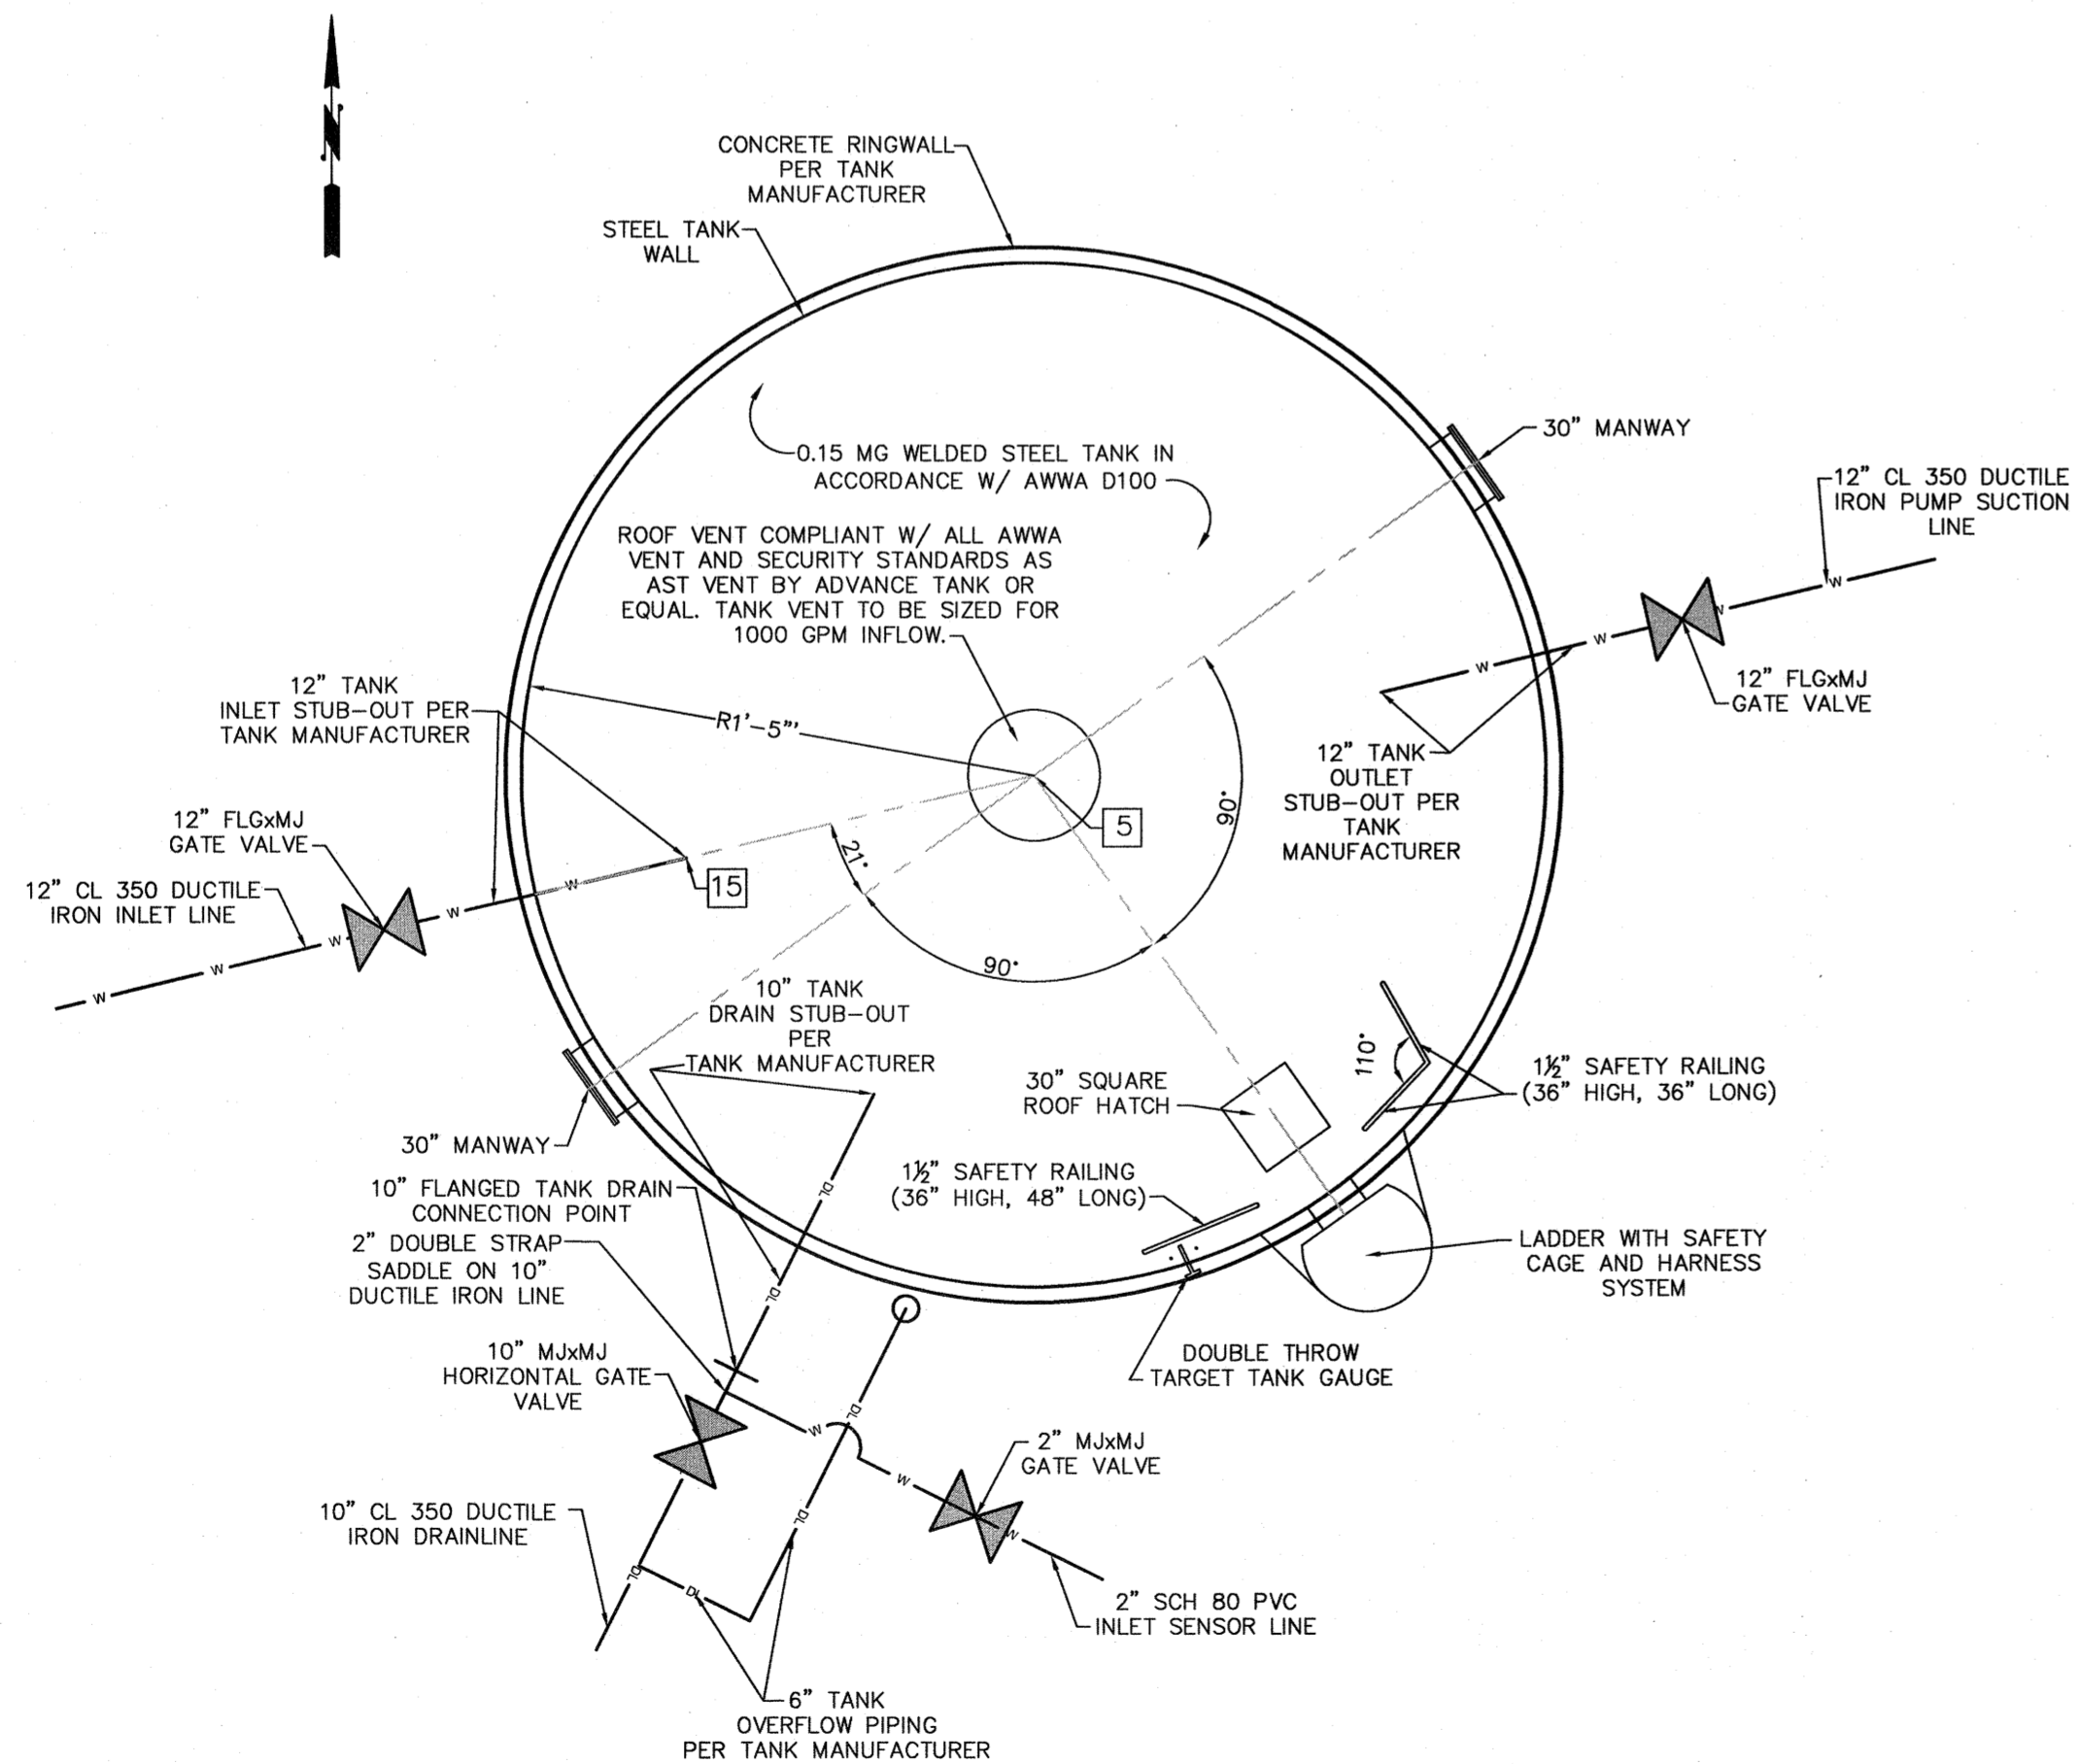 N
CONCRETE RINGWALL
PER TANK
MANUFACTURER
STEEL TANK
WALL
30" MANWAY
0.15 MG WELDED STEEL TANK IN
ACCORDANCE W/ AWWA D100
12" CL 350 DUCTILE
IRON PUMP SUCTION
LINE
ROOF VENT COMPLIANT W/ ALL AWWA
VENT AND SECURITY STANDARDS AS
AST VENT BY ADVANCE TANK OR
EQUAL. TANK VENT TO BE SIZED FOR
1000 GPM INFLOW.
W
W
W
W
12" FLGxMJ
GATE VALVE
12" TANK
INLET STUB-OUT PER
TANK MANUFACTURER
R1'-5"'
12" TANK
OUTLET
STUB-OUT PER
TANK
MANUFACTURER
5
90°
12" FLGxMJ
GATE VALVE
21°
15
12" CL 350 DUCTILE
IRON INLET LINE
W
W
W
W
W
90°
10" TANK
DRAIN STUB-OUT
PER
TANK MANUFACTURER
110°
1½" SAFETY RAILING
(36" HIGH, 36" LONG)
30" SQUARE
ROOF HATCH
30" MANWAY
1½" SAFETY RAILING
(36" HIGH, 48" LONG)
10" FLANGED TANK DRAIN
CONNECTION POINT
DL
2" DOUBLE STRAP
SADDLE ON 10"
DUCTILE IRON LINE
DL
LADDER WITH SAFETY
CAGE AND HARNESS
SYSTEM
DOUBLE THROW
TARGET TANK GAUGE
10" MJxMJ
HORIZONTAL GATE
VALVE
DL
W
W
W
2" MJxMJ
GATE VALVE
10" CL 350 DUCTILE
IRON DRAINLINE
DL
DL
DL
2" SCH 80 PVC
INLET SENSOR LINE
6" TANK
OVERFLOW PIPING
PER TANK MANUFACTURER